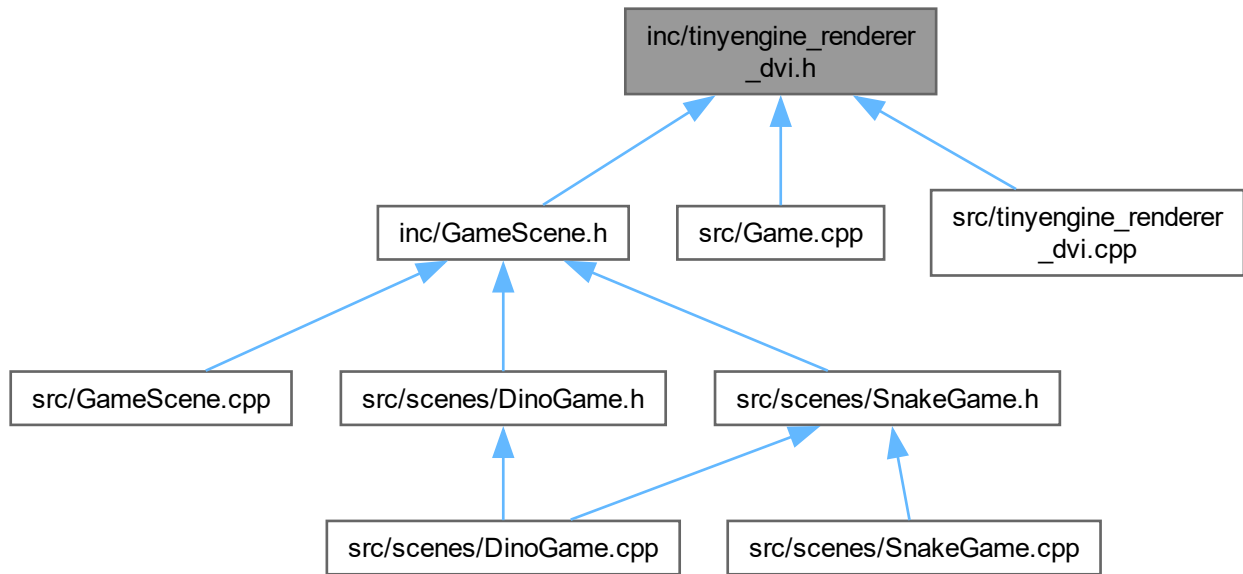 inc/tinyengine_renderer
_dvi.h
inc/GameScene.h
src/Game.cpp
src/tinyengine_renderer
_dvi.cpp
src/GameScene.cpp
src/scenes/DinoGame.h
src/scenes/SnakeGame.h
src/scenes/DinoGame.cpp
src/scenes/SnakeGame.cpp